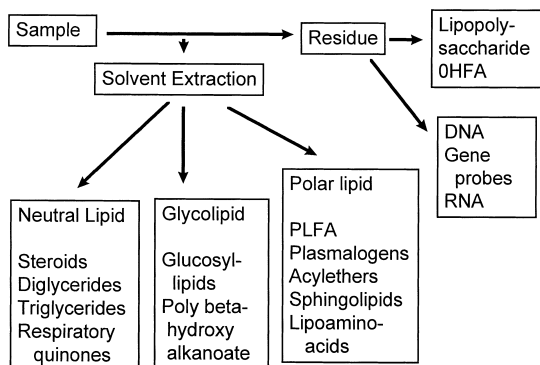 Sample
Residue
Lipopoly-
saccharide
0HFA
Solvent Extraction
DNA
Gene
probes
RNA
Neutral Lipid
Steroids
Diglycerides
Triglycerides
Respiratory
quinones
Glycolipid
Glucosyl-
lipids
Poly beta-
hydroxy
alkanoate
Polar lipid
PLFA
Plasmalogens
Acylethers
Sphingolipids
Lipoamino-
acids